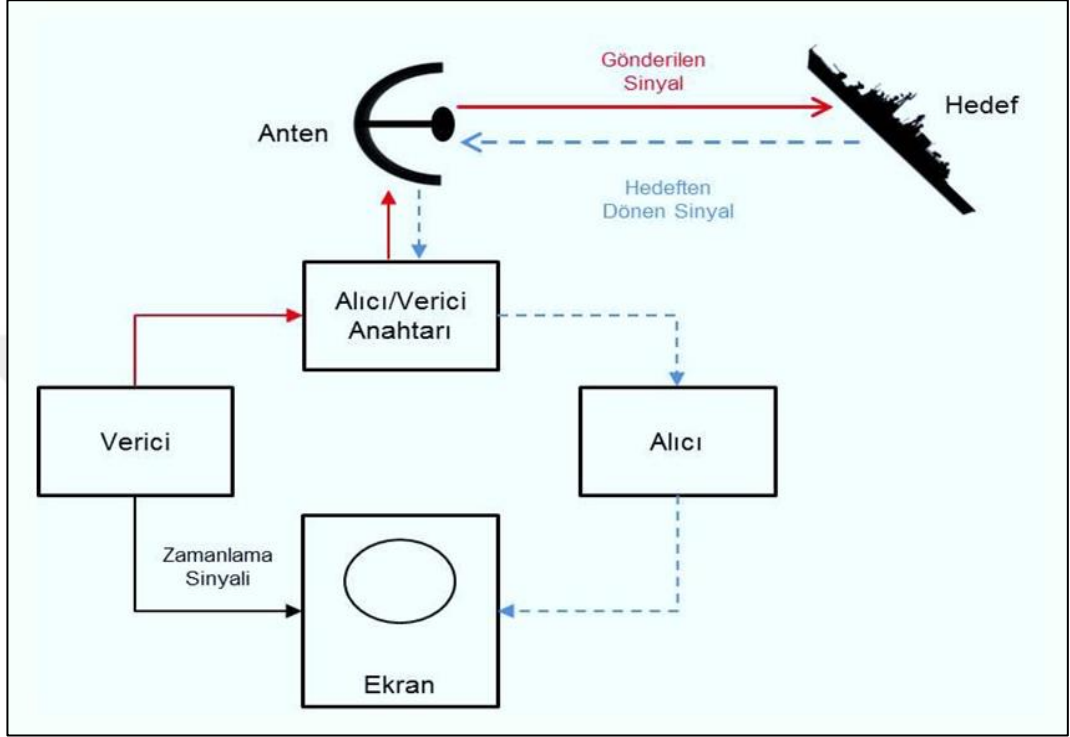 Gönderilen
Sinyal
Hedef
Anten
Hedeften
Dönen Sinyal
Alıcı/Verici
Anahtarı
Verici
Alıcı
Zamanlama
Sinyali
Ekran